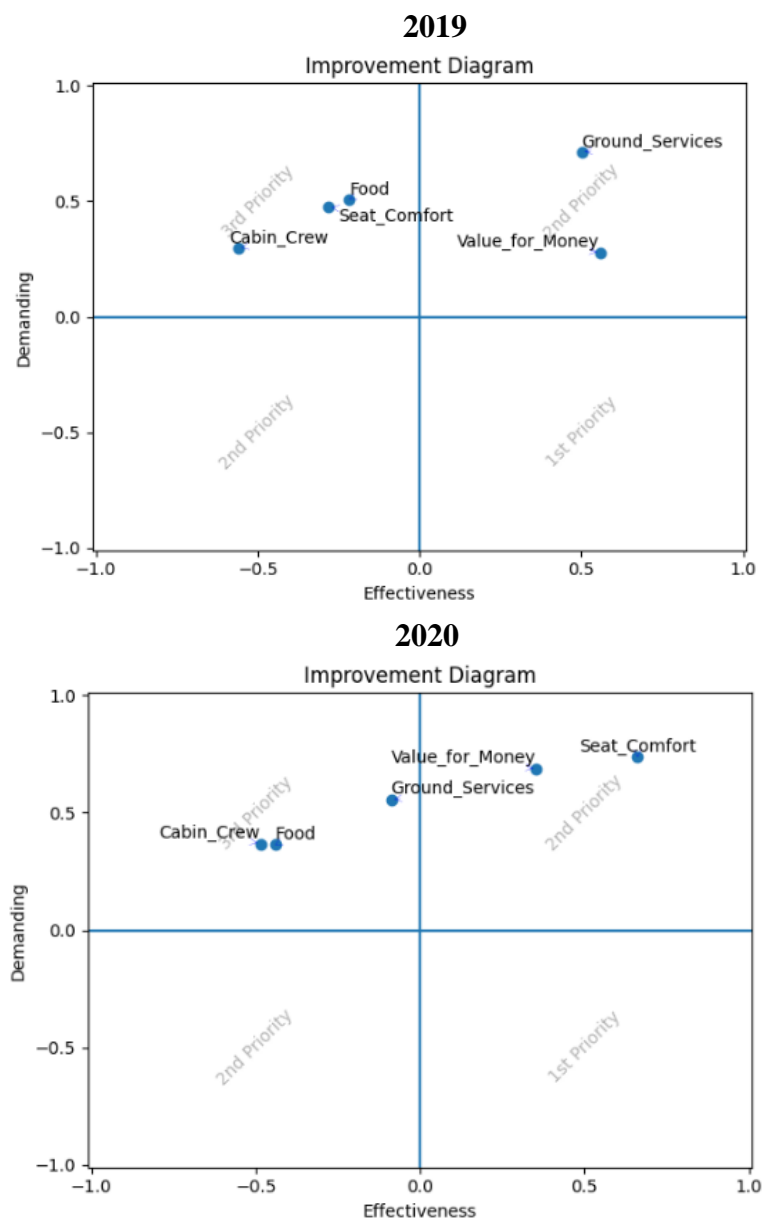 2019
Improvement Diagram
1.0
Ground_Services
3rd Priority
2nd Priority
Food
0.5
Seat_Comfort
Cabin_Crew
Value_for_Money
Demanding
0.0
2nd Priority
1st Priority
−0.5
−1.0
−1.0 −0.5 0.0 0.5 1.0
Effectiveness
2020
Improvement Diagram
1.0
Seat_Comfort
Value_for_Money
Ground_Services
3rd Priority
2nd Priority
0.5
Cabin_Crew Food
Demanding
0.0
2nd Priority
1st Priority
−0.5
−1.0
−1.0 −0.5 0.0 0.5 1.0
Effectiveness